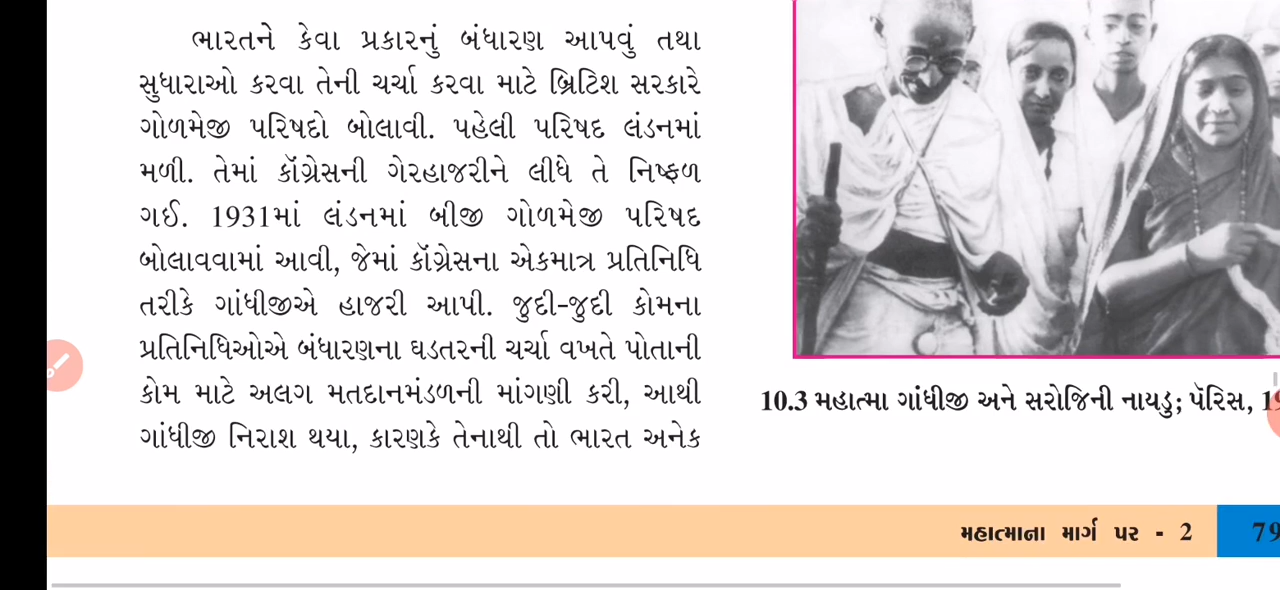 ભારતને કેવા પ્રકારનું બંધારણ આપવું તથા
સુધારાઓ કરવા તેની ચર્ચા કરવા માટે બ્રિટિશ સરકારે
ગોળમેજી પરિષદો બોલાવી. પહેલી પરિષદ લંડનમાં
મળી. તેમાં કૉંગ્રેસની ગેરહાજરીને લીધે તે નિષ્ફળ
ગઈ. 1931માં લંડનમાં બીજી ગોળમેજી પરિષદ
બોલાવવામાં આવી, જેમાં કૉંગ્રેસના એકમાત્ર પ્રતિનિધિ
તરીકે ગાંધીજીએ હાજરી આપી. જુદી-જુદી કોમના
પ્રતિનિધિઓએ બંધારણના ઘડતરની ચર્ચા વખતે પોતાની
કોમ માટે અલગ મતદાનમંડળની માંગણી કરી, આથી
ગાંધીજી નિરાશ થયા, કારણકે તેનાથી તો ભારત અનેક
10.3 મહાત્મા ગાંધીજી અને સરોજિની નાયડુ; પૅરિસ,
મહાત્માના માર્ગ પર - 2
79